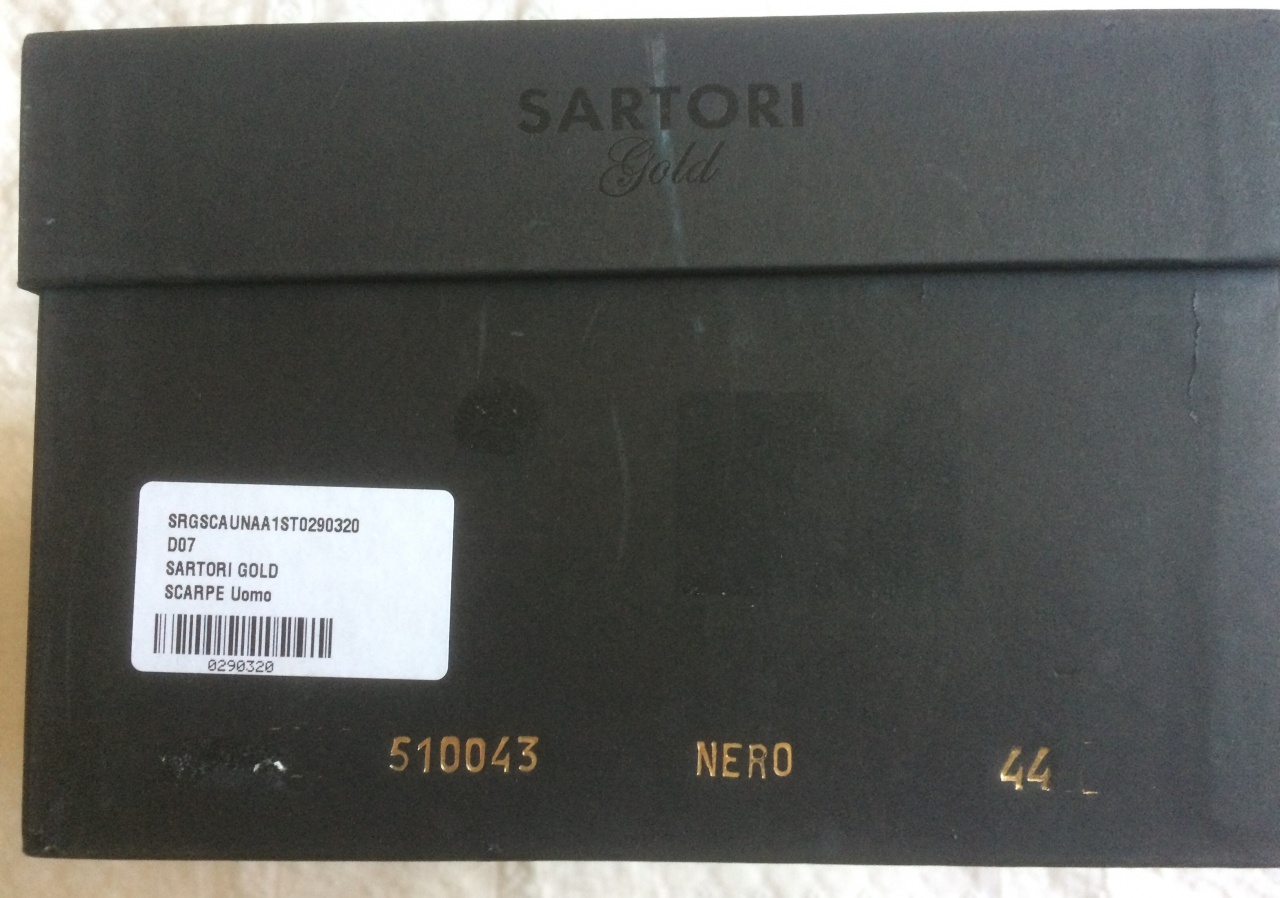 SARTORI
Gold
SRGSCAUNAA1ST0290320
D07
SARTORI GOLD
SCARPE Uomo
0290320
510043 NERO 44